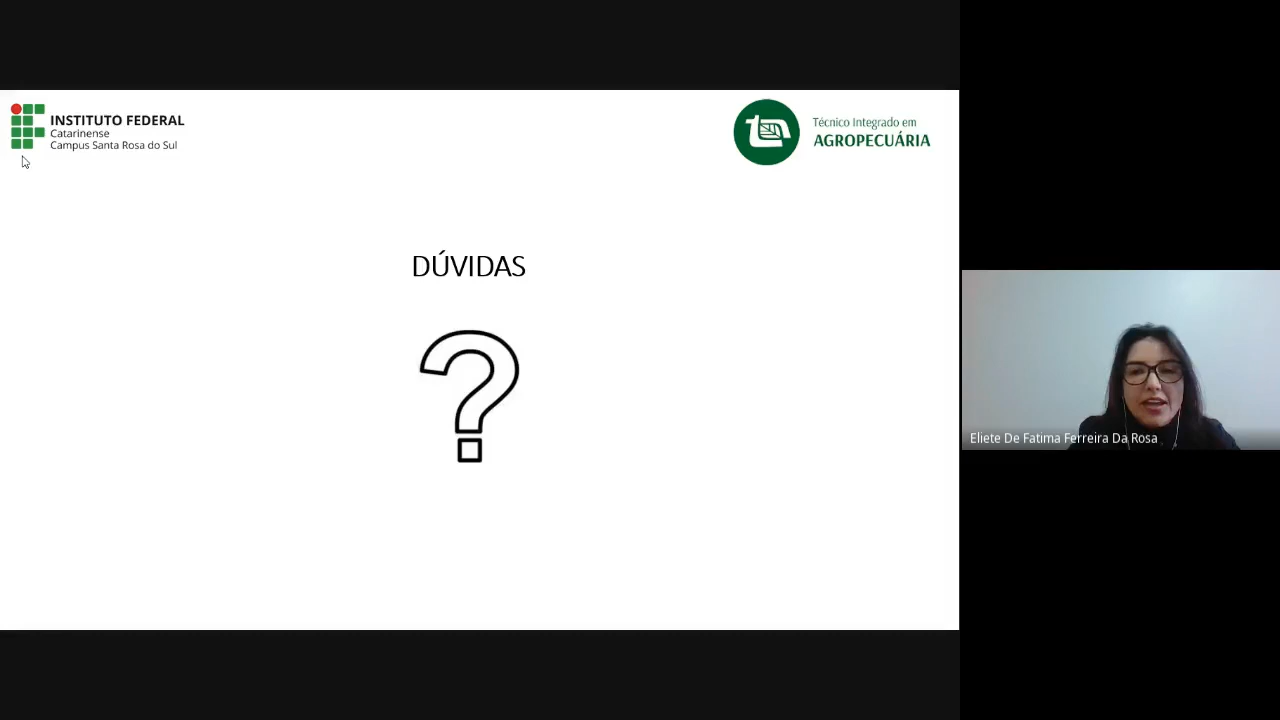 INSTITUTO FEDERAL
Catarinense
Campus Santa Rosa do Sul
Técnico Integrado em
AGROPECUÁRIA
DÚVIDAS
?
Eliete De Fatima Ferreira Da Rosa